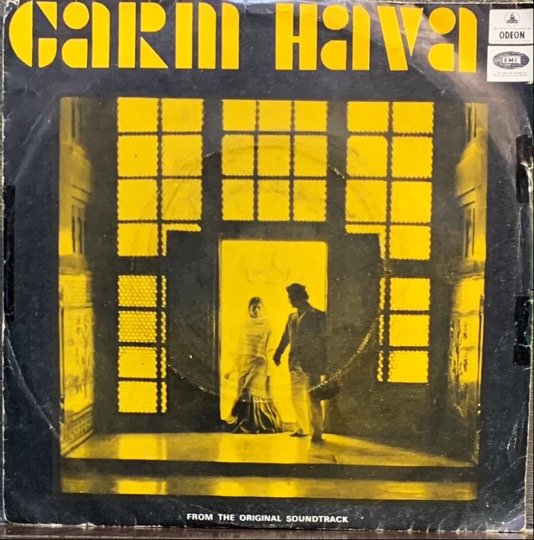 Garm Hava
ODEON
EMI
FROM THE ORIGINAL SOUNDTRACK